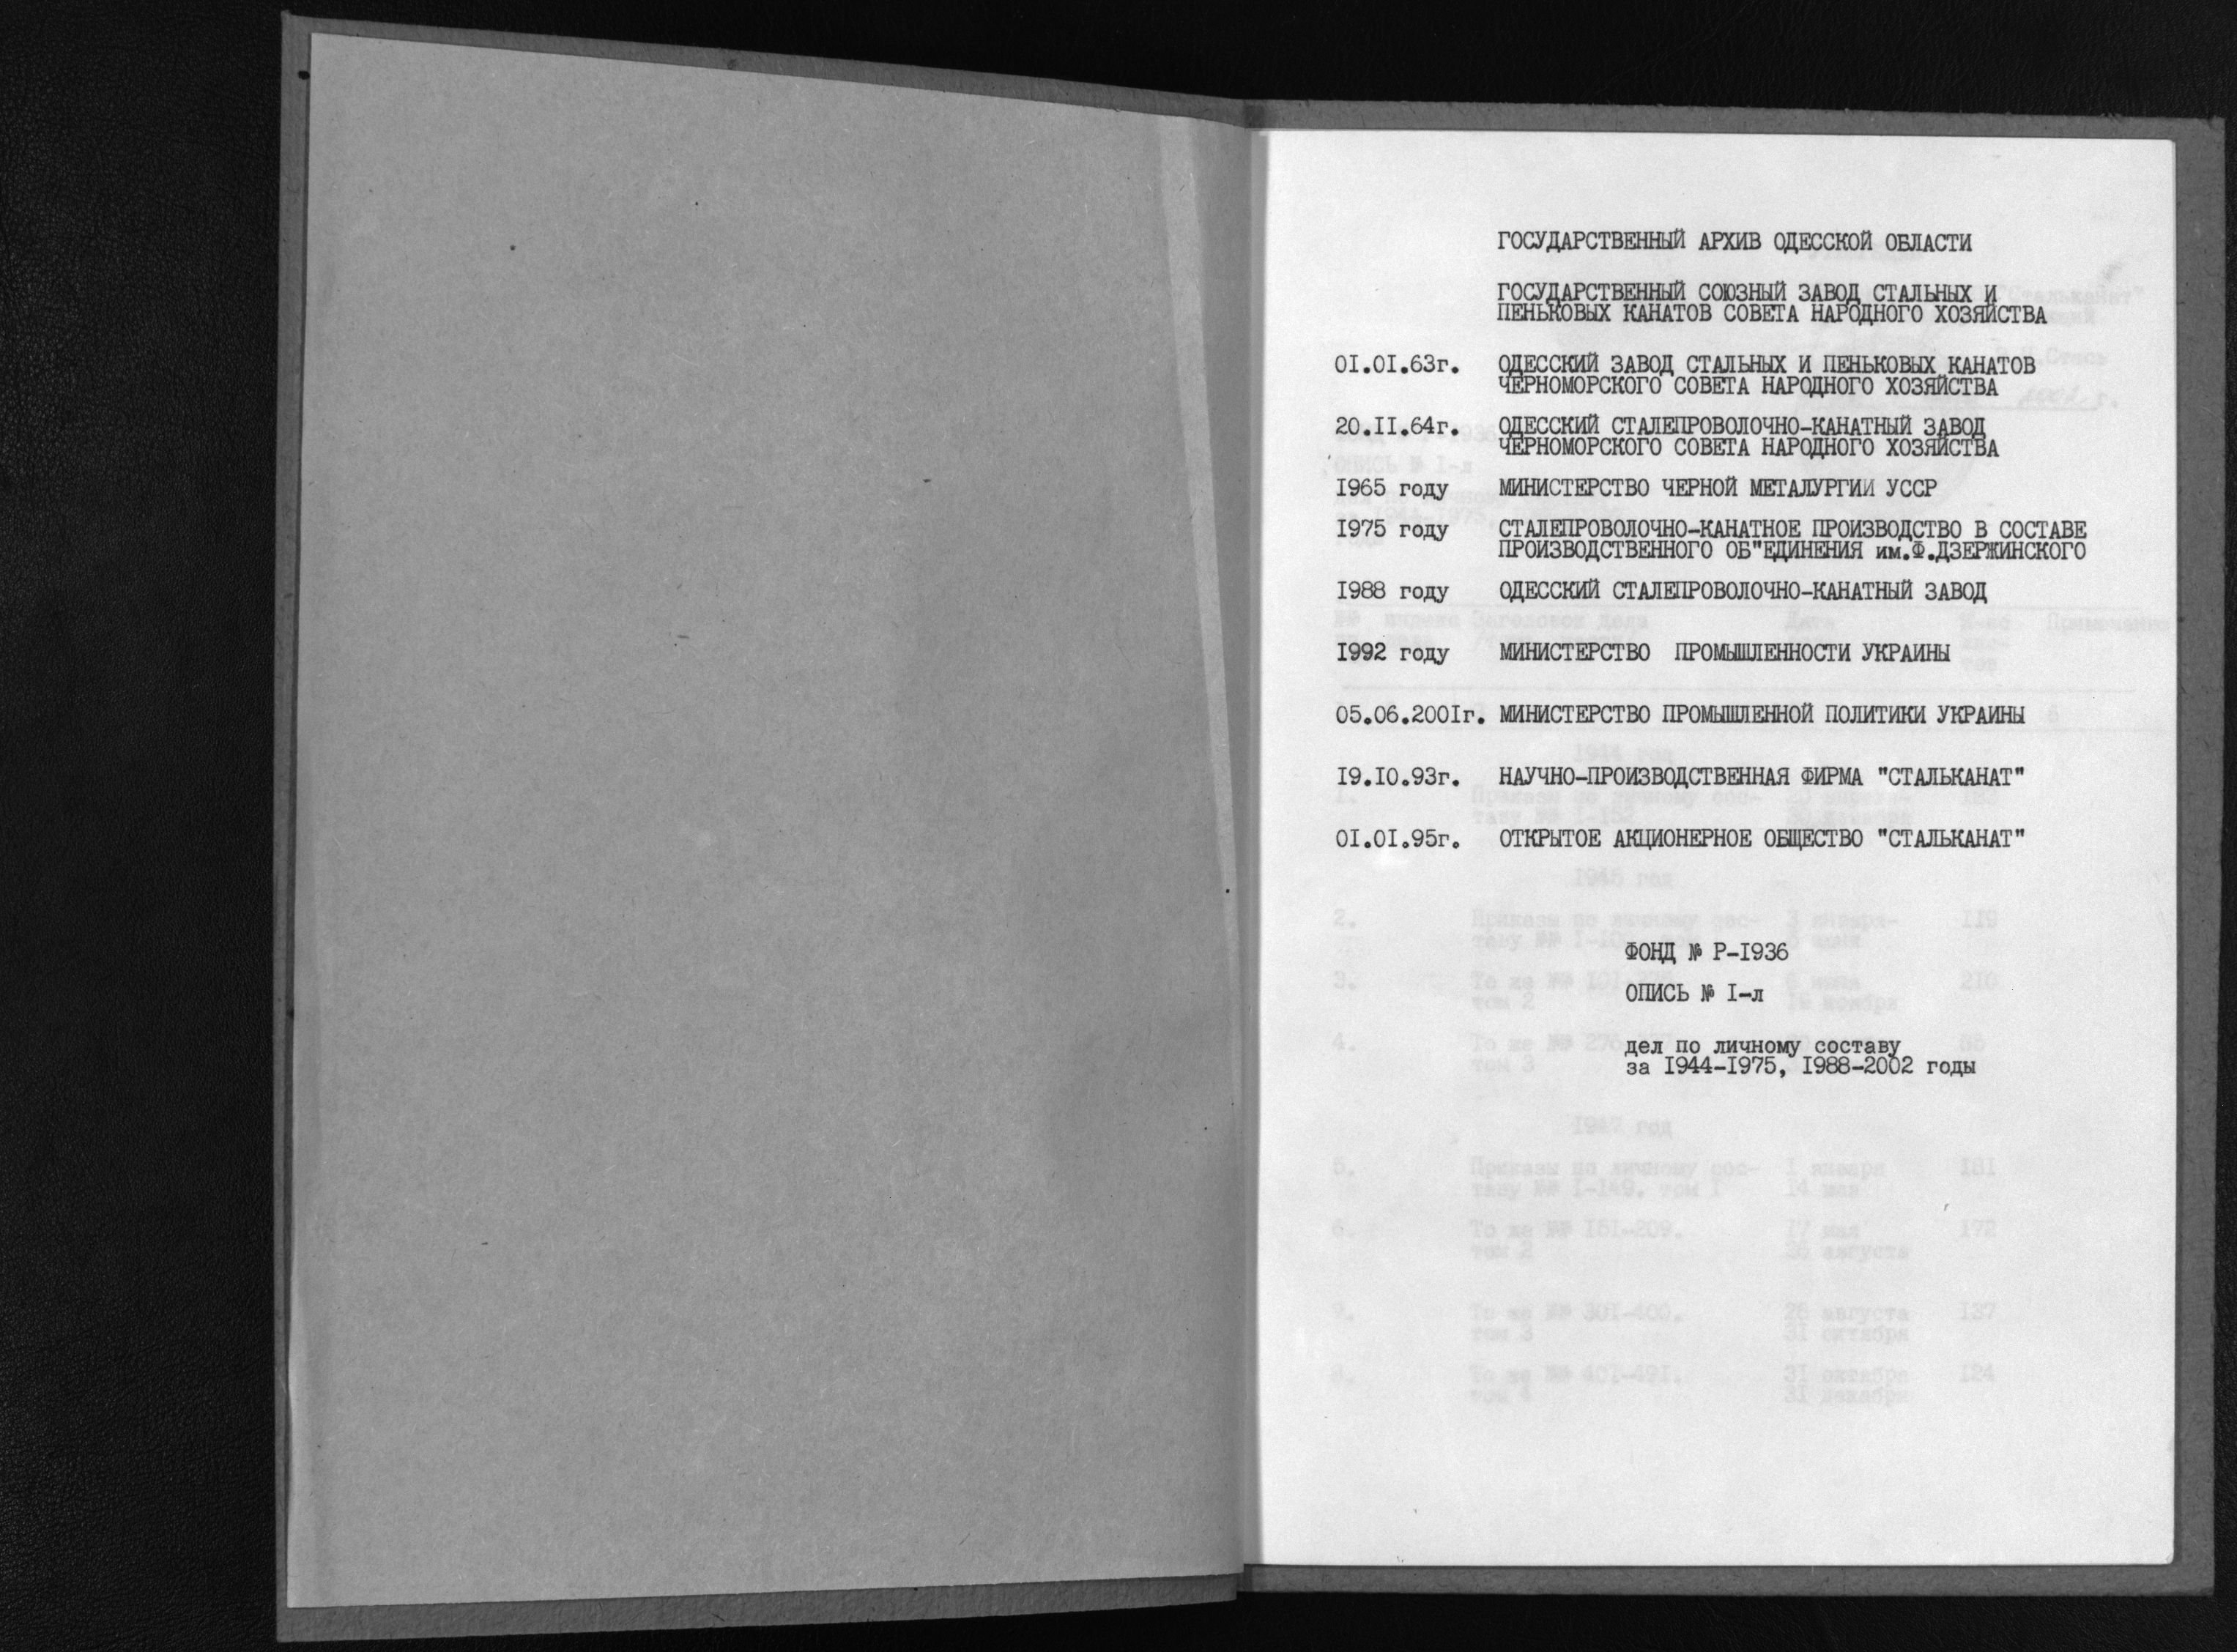 ГОСУДАРСТВЕННЫЙ АРХИВ ОДЕССКОЙ ОБЛАСТИ
ГОСУДАРСТВЕННЫЙ СОЮЗНЫЙ ЗАВОД СТАЛЬНЫХ И
ПЕНЬКОВЫХ КАНАТОВ СОВЕТА НАРОДНОГО ХОЗЯЙСТВА
OI.OI.63г. ОДЕССКИЙ ЗАВОД СТАЛЬНЫХ И ПЕНЬКОВЫХ КАНАТОВ
ЧЕРНОМОРСКОГО СОВЕТА НАРОДНОГО ХОЗЯЙСТВА
20.II.64г. ОДЕССКИЙ СТАЛЕПРОВОЛОЧНО-КАНАТНЫЙ ЗАВОД
ЧЕРНОМОРСКОГО СОВЕТА НАРОДНОГО ХОЗЯЙСТВА
I965 году МИНИСТЕРСТВО ЧЕРНОЙ МЕТАЛУРГИИ УССР
I975 году СТАЛЕПРОВОЛОЧНО-КАНАТНОЕ ПРОИЗВОДСТВО В СОСТАВЕ
ПРОИЗВОДСТВЕННОГО ОБ"ЕДИНЕНИЯ им.Ф.ДЗЕРЖИНСКОГО
I988 году ОДЕССКИЙ СТАЛЕПРОВОЛОЧНО-КАНАТНЫЙ ЗАВОД
I992 году МИНИСТЕРСТВО ПРОМЫШЛЕННОСТИ УКРАИНЫ
05.06.200Iг. МИНИСТЕРСТВО ПРОМЫШЛЕННОЙ ПОЛИТИКИ УКРАИНЫ
I9.IO.93г. НАУЧНО-ПРОИЗВОДСТВЕННАЯ ФИРМА "СТАЛЬКАНАТ"
OI.OI.95г. ОТКРЫТОЕ АКЦИОНЕРНОЕ ОБЩЕСТВО "СТАЛЬКАНАТ"
ФОНД № Р-I936
ОПИСЬ № I-л
дел по личному составу
за I944-I975, I988-2002 годы